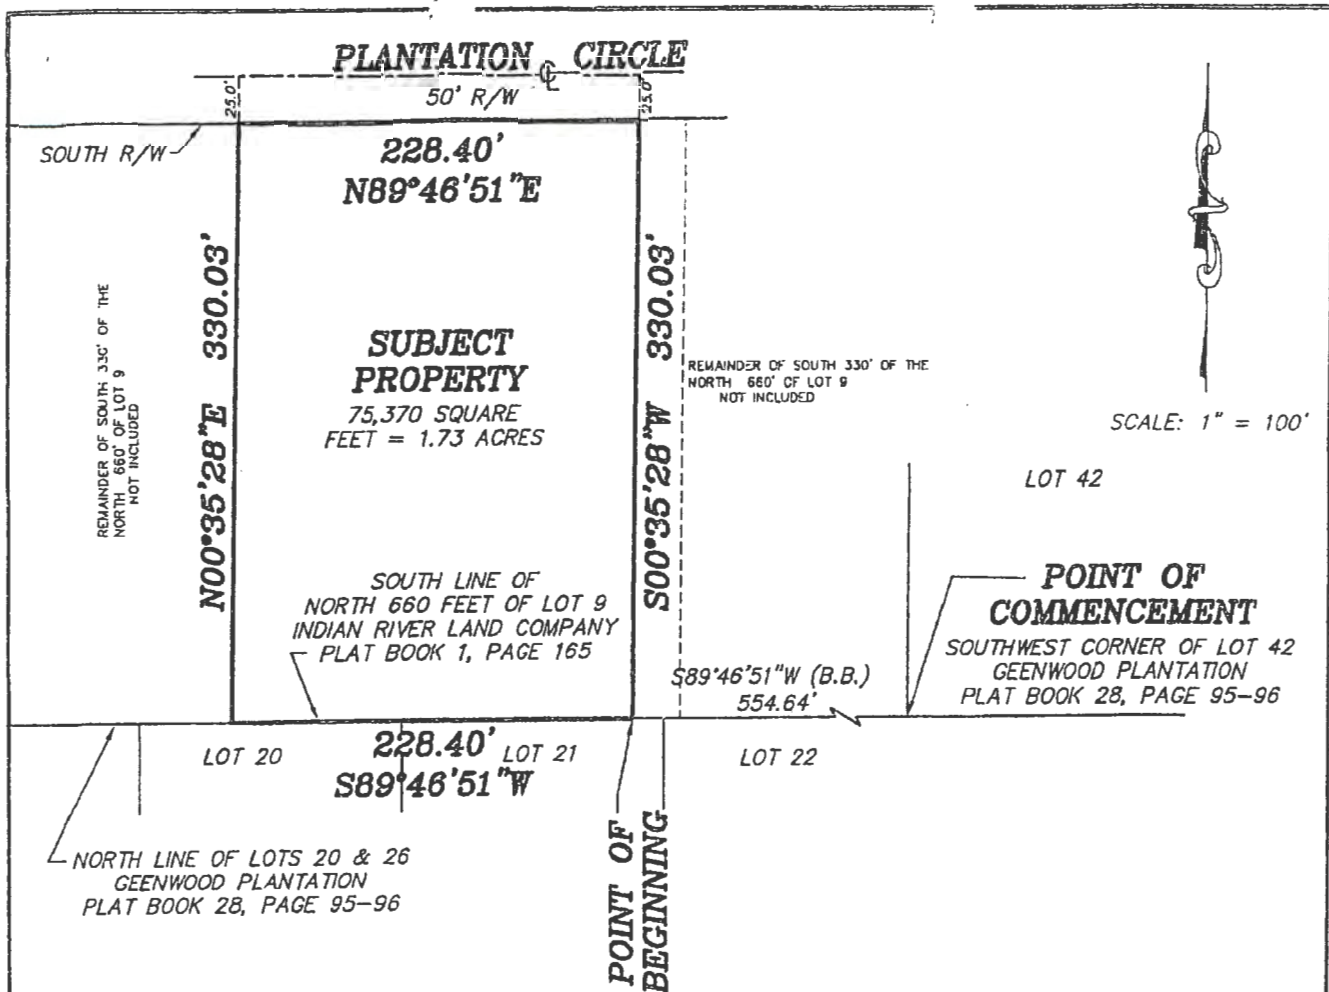 PLANTATION ℄ CIRCLE
25.0'
50' R/W
25.0'
SOUTH R/W
228.40'
N89°46'51"E
N00°35'28"E 330.03'
S00°35'28"W 330.03'
REMAINDER OF SOUTH 330' OF THE
NORTH 660' OF LOT 9
NOT INCLUDED
SUBJECT
PROPERTY
75,370 SQUARE
FEET = 1.73 ACRES
REMAINDER OF SOUTH 330' OF THE
NORTH 660' OF LOT 9
NOT INCLUDED
SCALE: 1" = 100'
LOT 42
SOUTH LINE OF
NORTH 660 FEET OF LOT 9
INDIAN RIVER LAND COMPANY
PLAT BOOK 1, PAGE 165
POINT OF
COMMENCEMENT
SOUTHWEST CORNER OF LOT 42
GEENWOOD PLANTATION
PLAT BOOK 28, PAGE 95-96
S89°46'51"W (B.B.)
554.64'
LOT 20
228.40'
S89°46'51"W
LOT 21
LOT 22
NORTH LINE OF LOTS 20 & 26
GEENWOOD PLANTATION
PLAT BOOK 28, PAGE 95-96
POINT OF
BEGINNING